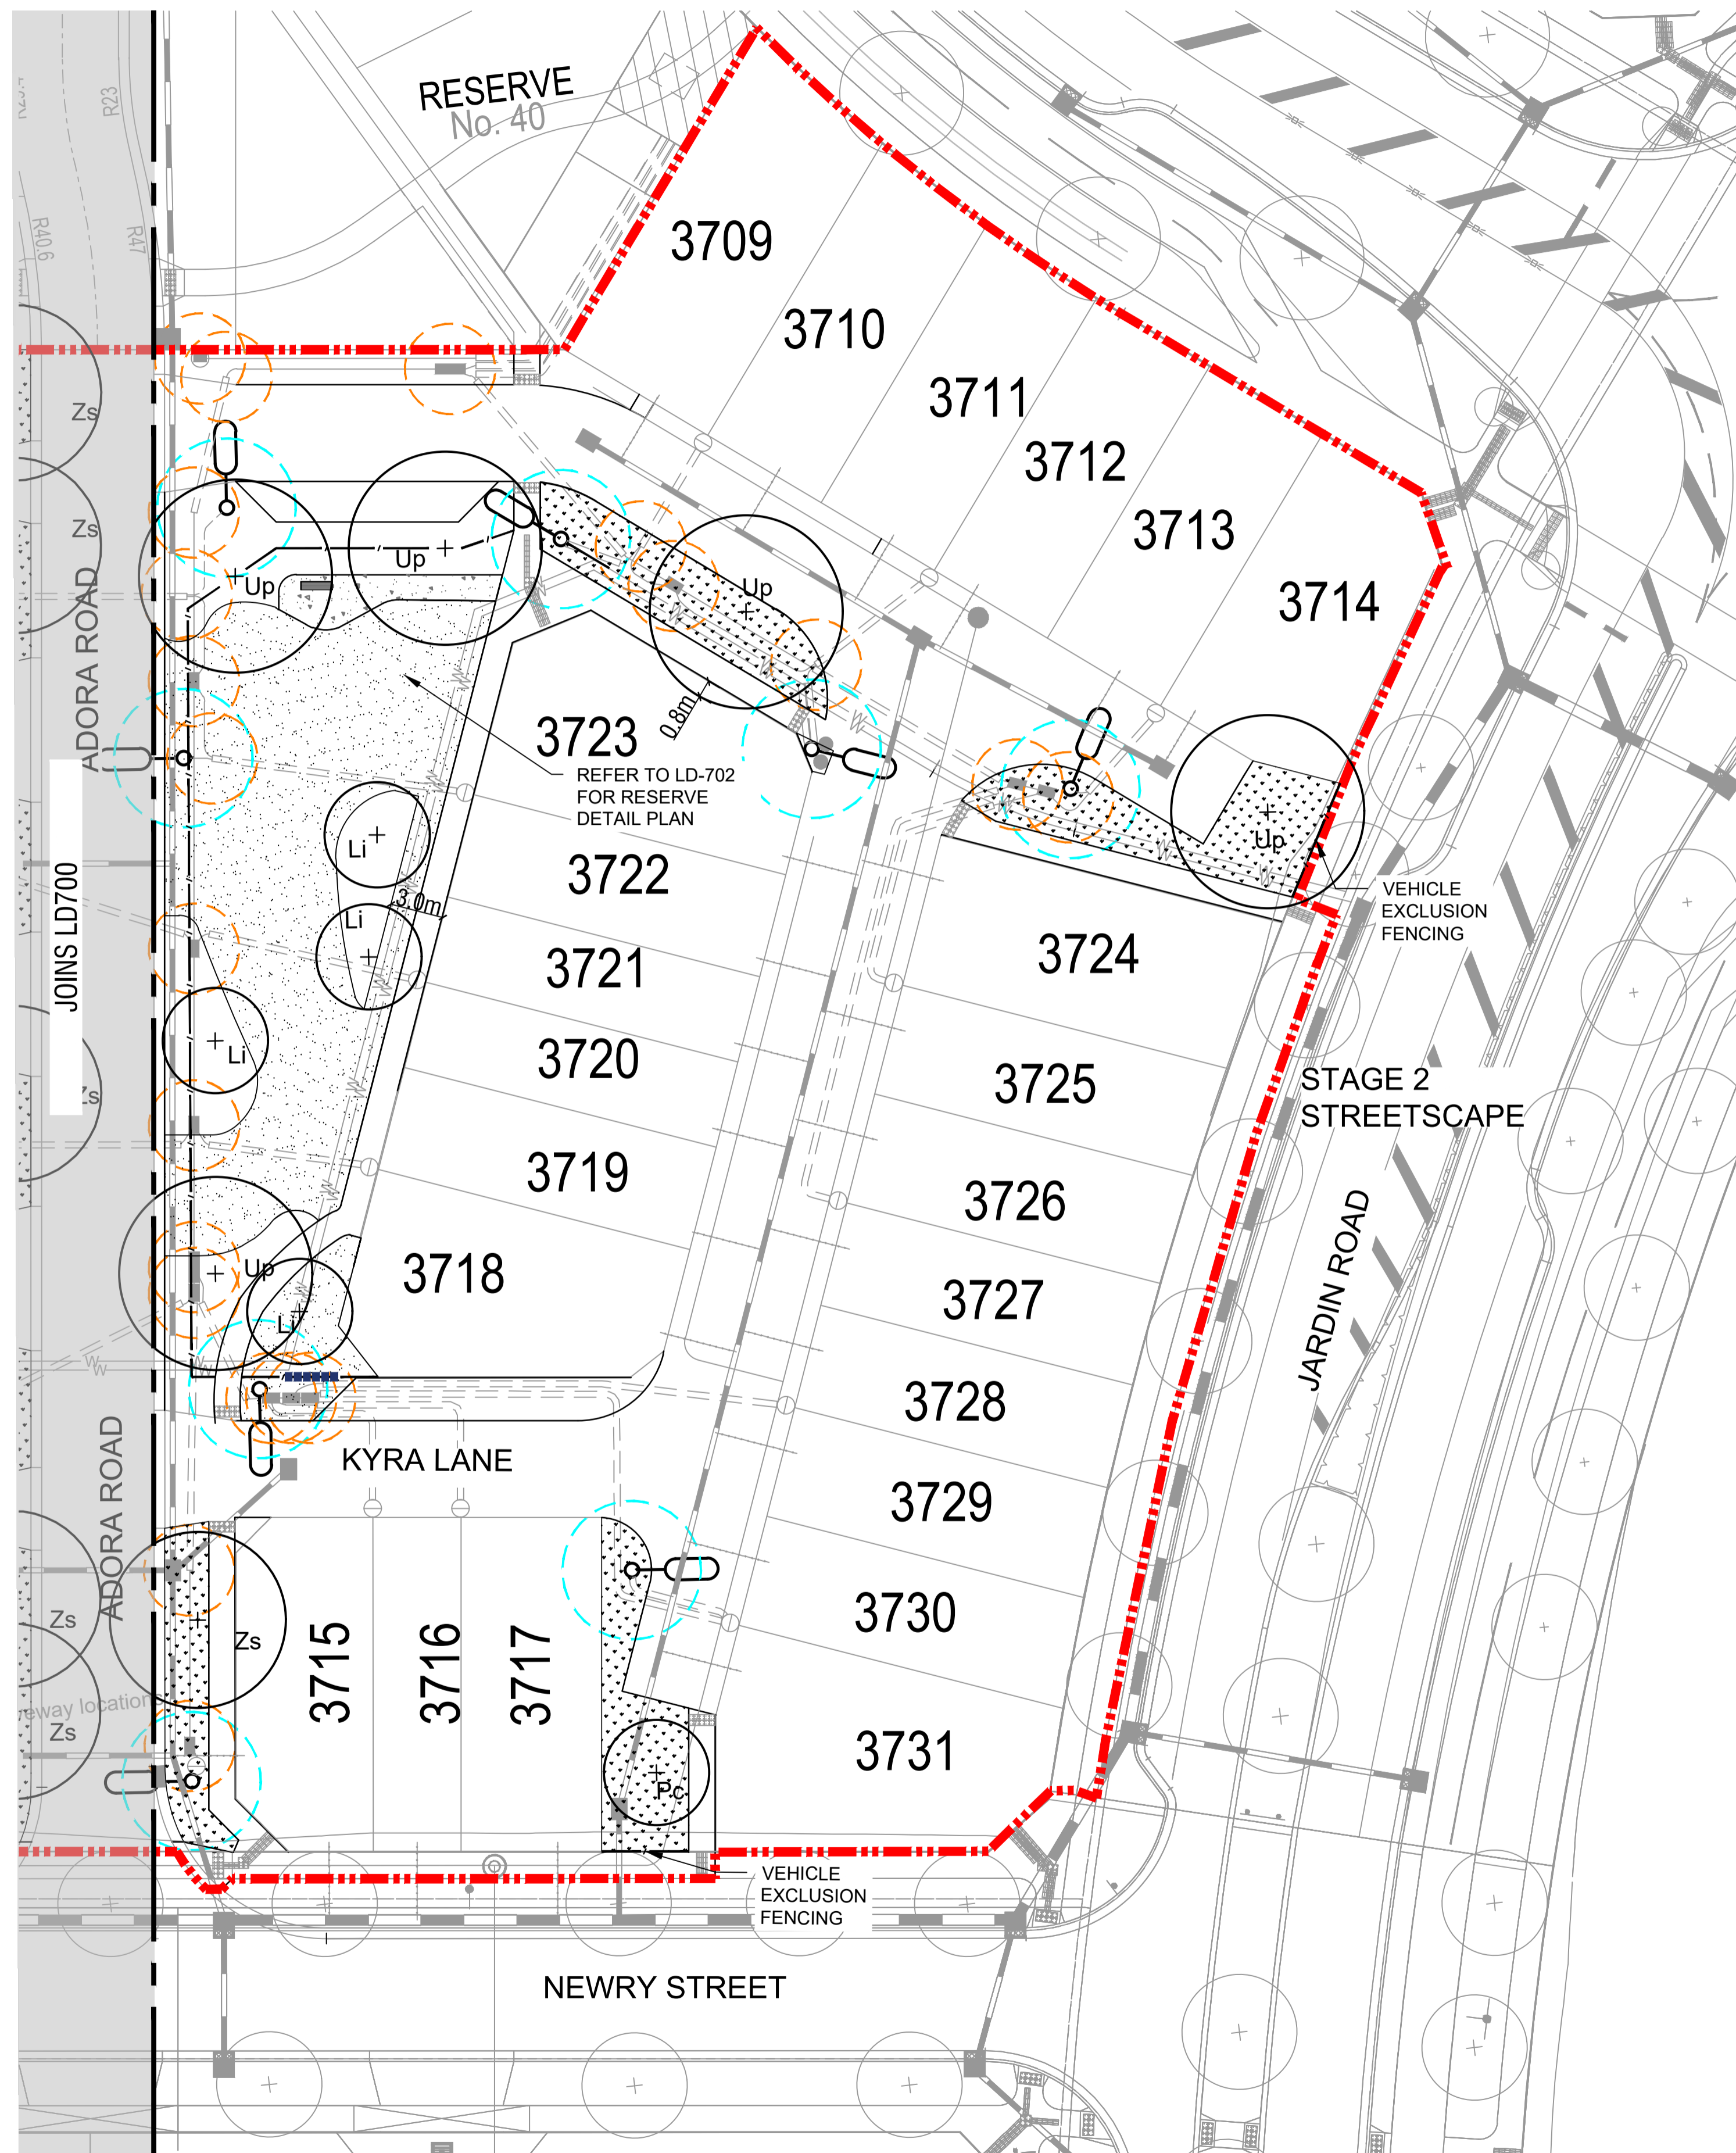 RESERVE
No. 40
R23
R40.6
R47
3709
3710
3711
3712
3713
3714
Zs
Zs
Up
Up
Up
ADORA ROAD
0.8m
3723
REFER TO LD-702
FOR RESERVE
DETAIL PLAN
Li
Li
3.0m
Li
JOINS LD700
Zs
Up
VEHICLE
EXCLUSION
FENCING
3722
3721
3720
3719
3718
3724
3725
3726
3727
3728
3729
3730
3731
STAGE 2
STREETSCAPE
JARDIN ROAD
Up
Li
KYRA LANE
ADORA ROAD
Zs
Zs
Zs
eway locations
3715
3716
3717
Pc
VEHICLE
EXCLUSION
FENCING
NEWRY STREET